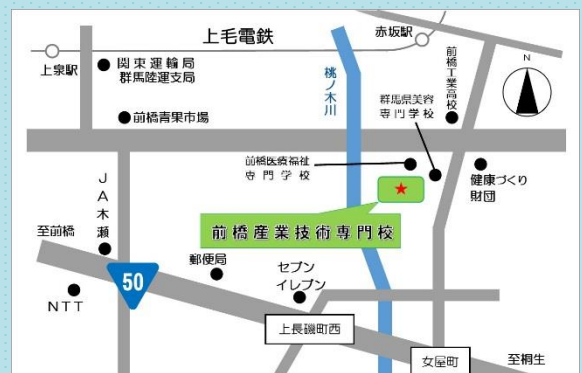 上毛電鉄
赤坂駅
上泉駅
関東運輸局
群馬陸運支局
桃ノ木川
前橋工業高校
N
群馬県美容
専門学校
前橋青果市場
前橋医療福祉
専門学校
健康づくり
財団
JA木瀬
前橋産業技術専門校
至前橋
郵便局
セブン
イレブン
50
NTT
上長磯町西
女屋町
至桐生